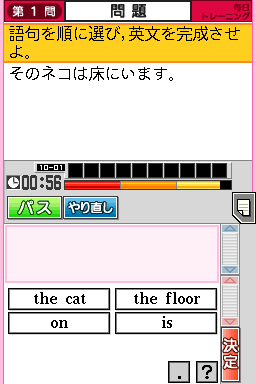 第1問
問題
毎日
トレーニング
語句を順に選び,英文を完成させ
よ。
そのネコは床にいます。
10-01
00:56
パス
やり直し
the cat
the floor
on
is
決定
.
?